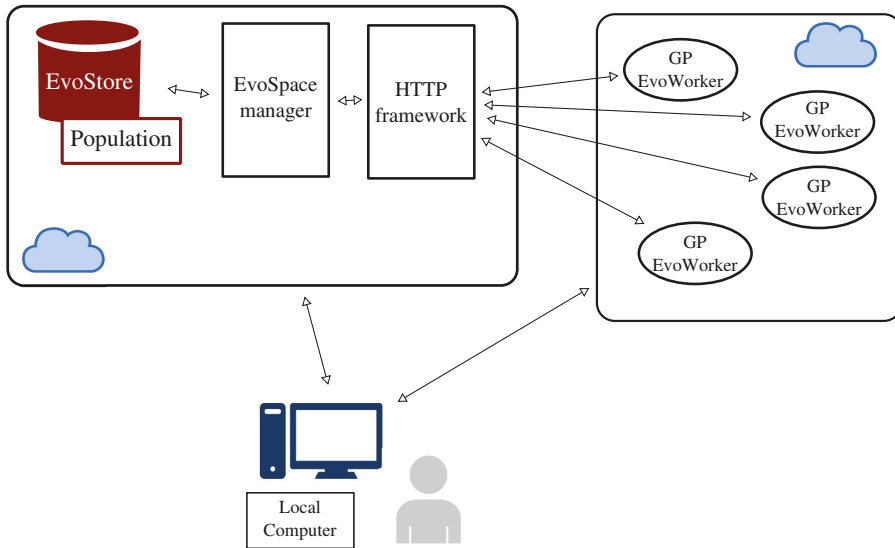 EvoStore
Population
EvoSpace
manager
HTTP
framework
GP
EvoWorker
GP
EvoWorker
GP
EvoWorker
GP
EvoWorker
Local
Computer